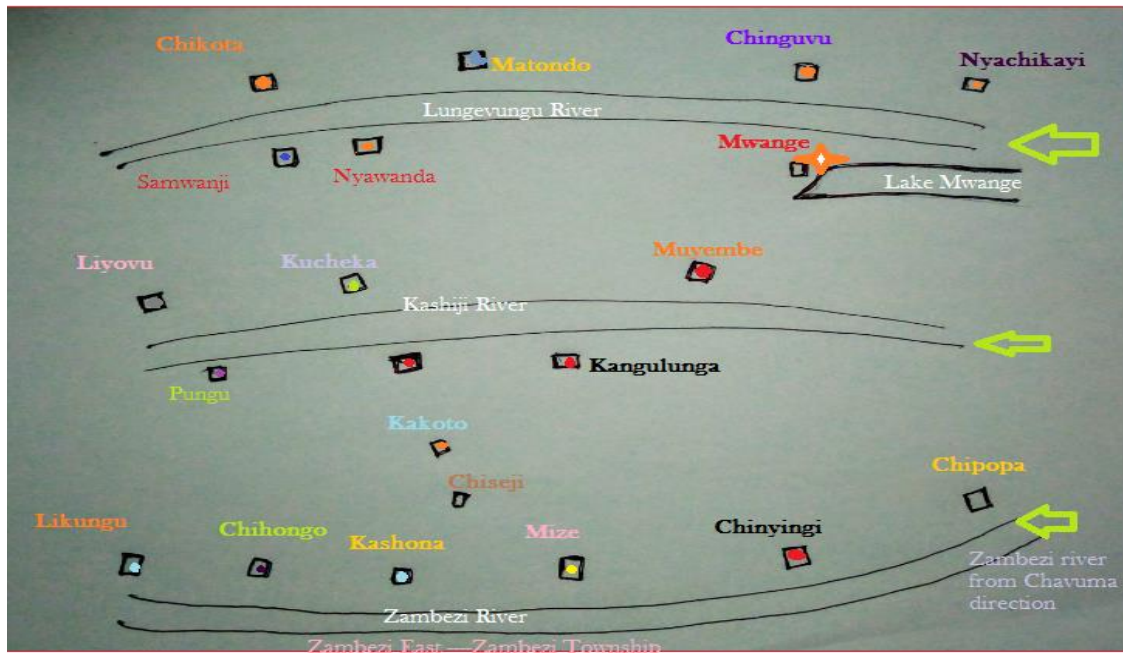 Chikota
Matondo
Chinguvu
Nyachikayi
Lungevungu River
Samwanji
Nyawanda
Mwange
Lake Mwange
Liyovu
Kucheka
Muyembe
Kashiji River
Pungu
Kangulunga
Kakoto
Chiseji
Chipopa
Likungu
Chihongo
Kashona
Mize
Chinyingi
Zambezi river
from Chavuma
direction
Zambezi River
Zambezi East.—Zambezi Township